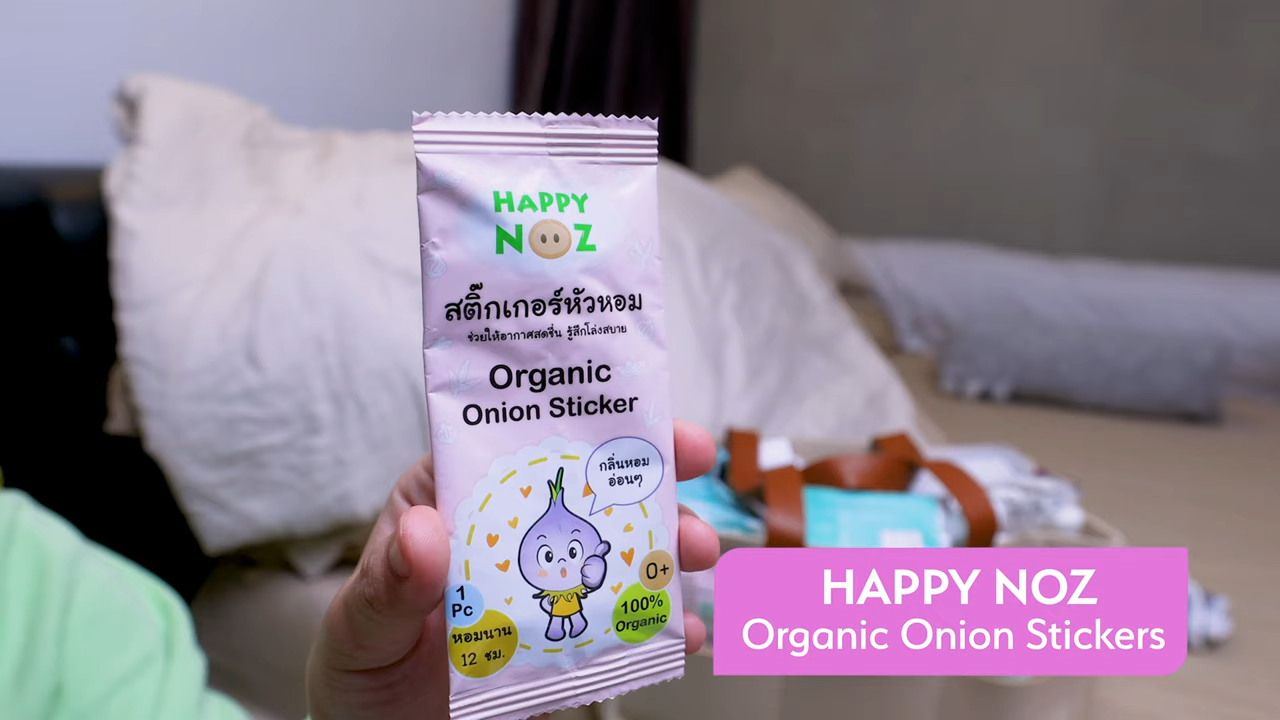 HAPPY
NOZ
สติ๊กเกอร์หัวหอม
ช่วยให้อากาศสดชื่น รู้สึกโล่งสบาย
Organic
Onion Sticker
กลิ่นหอม
อ่อนๆ
0+
1
Pc
100%
Organic
หอมนาน
12 ชม.
HAPPY NOZ
Organic Onion Stickers